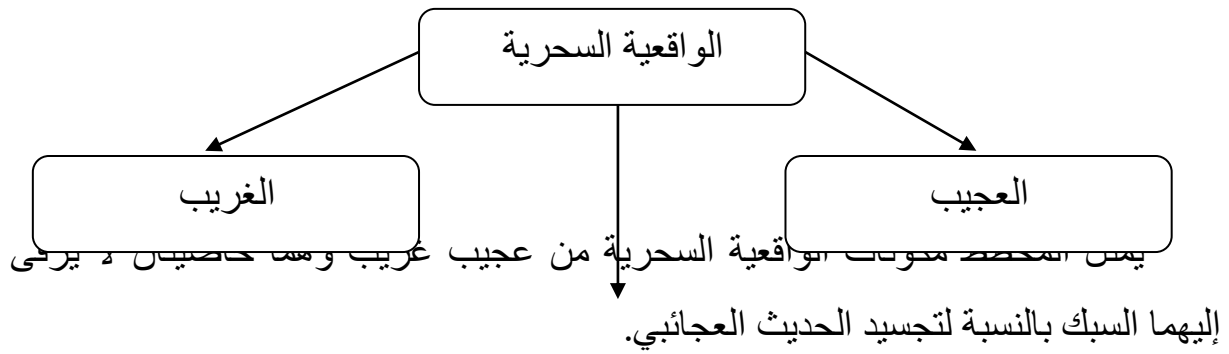 الواقعية السحرية
العجيب
الغريب
يمثل المخطط مكونات الواقعية السحرية من عجيب غريب وهما خاصيتان لا يرقى
إليهما السبك بالنسبة لتجسيد الحديث العجائبي.